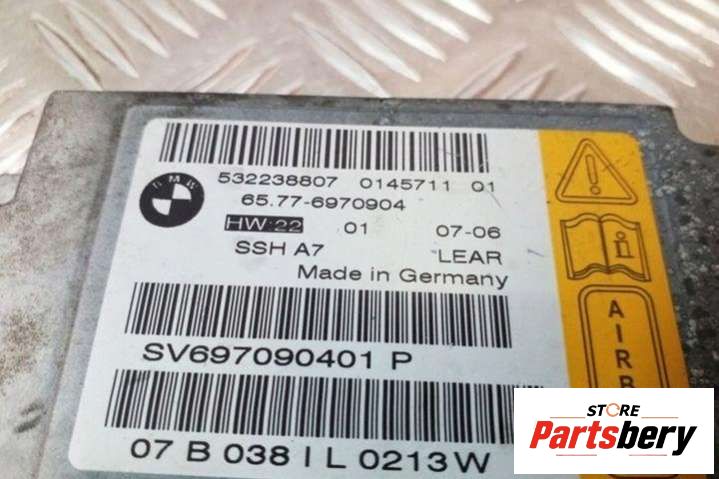 BMW
532238807 0145711 01
65.77-6970904
HW:22 01 07-06
SSH A7 LEAR
Made in Germany
SV697090401 P
07 B 038 I L 0213W
i
AIRB
STORE
Partsbery